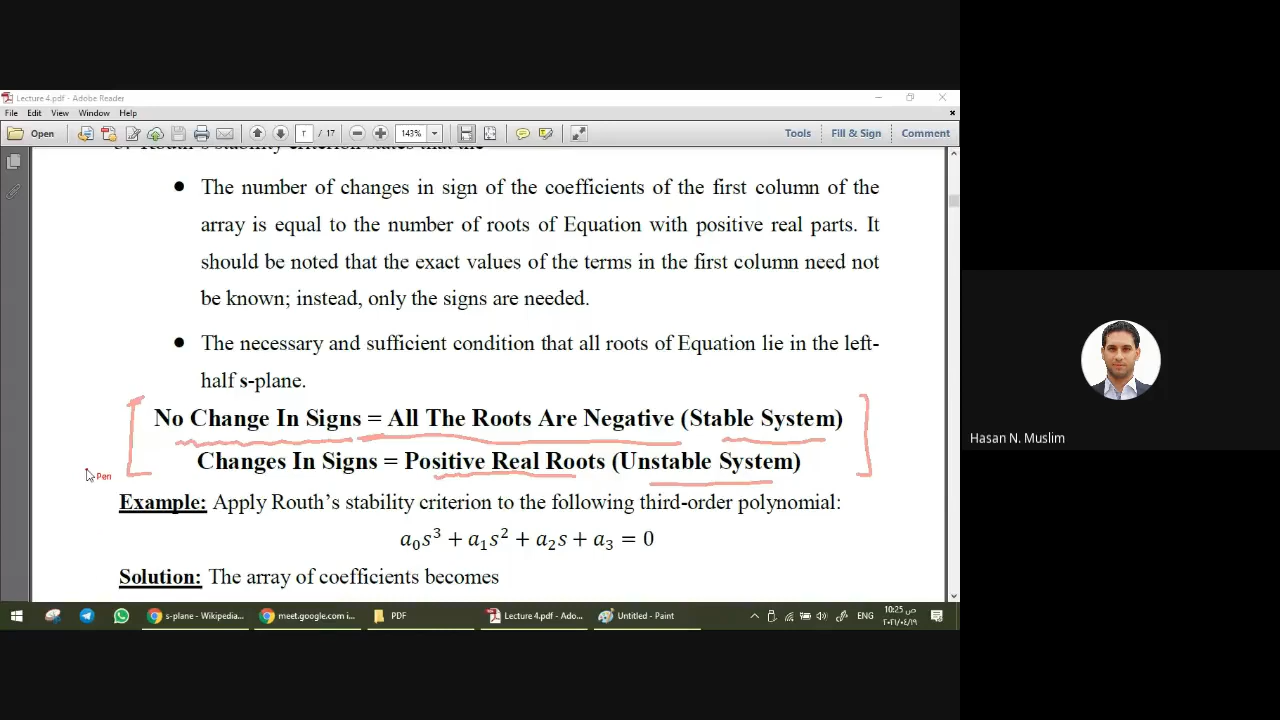 Lecture 4.pdf - Adobe Reader
File Edit View Window Help
Open / 17 143% Tools Fill & Sign Comment
The number of changes in sign of the coefficients of the first column of the
array is equal to the number of roots of Equation with positive real parts. It
should be noted that the exact values of the terms in the first column need not
be known; instead, only the signs are needed.
The necessary and sufficient condition that all roots of Equation lie in the left-
half s-plane.
No Change In Signs = All The Roots Are Negative (Stable System)
Changes In Signs = Positive Real Roots (Unstable System)
Pen
Example: Apply Routh’s stability criterion to the following third-order polynomial:
a₀s³ + a₁s² + a₂s + a₃ = 0
Solution: The array of coefficients becomes
Hasan N. Muslim
s-plane - Wikipedia... meet.google.com i... PDF Lecture 4.pdf - Ado... Untitled - Paint ENG 10:25 ص
٢٠٢١/٠٤/١٩